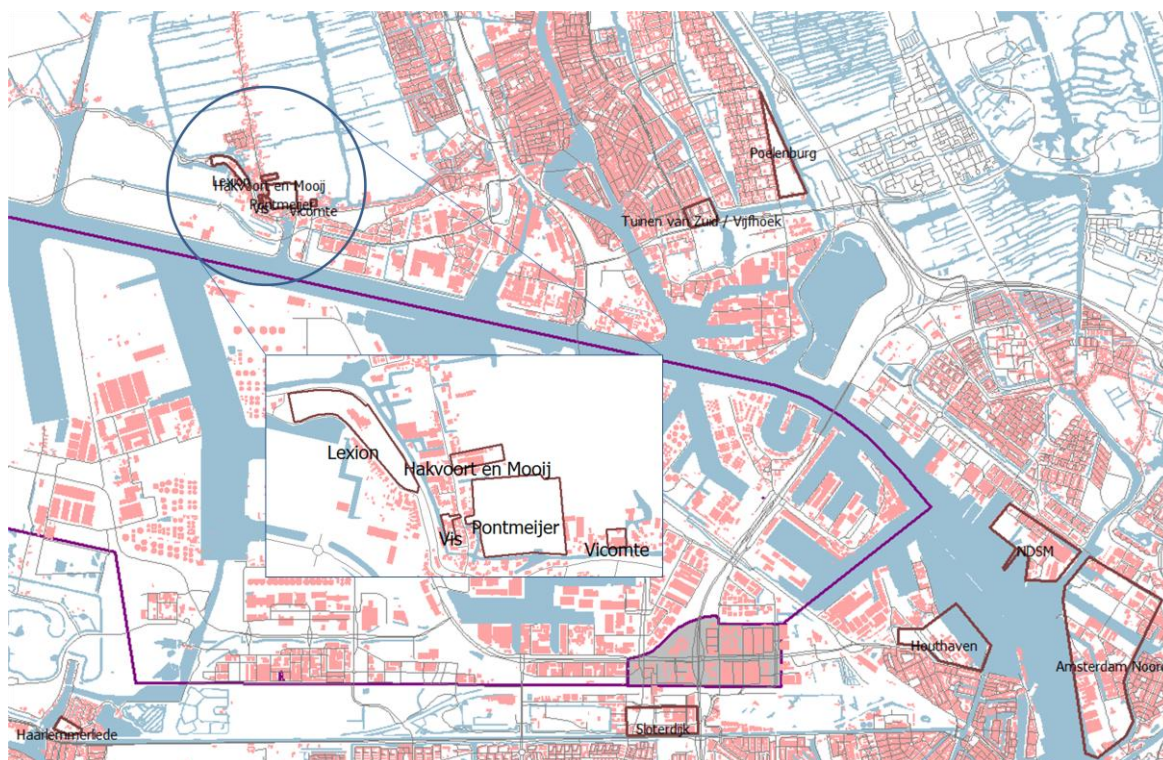 Poelenburg
Lexion
Hakvoort en Mooij
Pontmeijer
Vis
Vicomte
Tuinen van Zuid / Vijfhoek
Lexion
Hakvoort en Mooij
Pontmeijer
Vis
Vicomte
NDSM
Houthaven
Amsterdam Noord
Haarlemmerliede
Sloterdijk